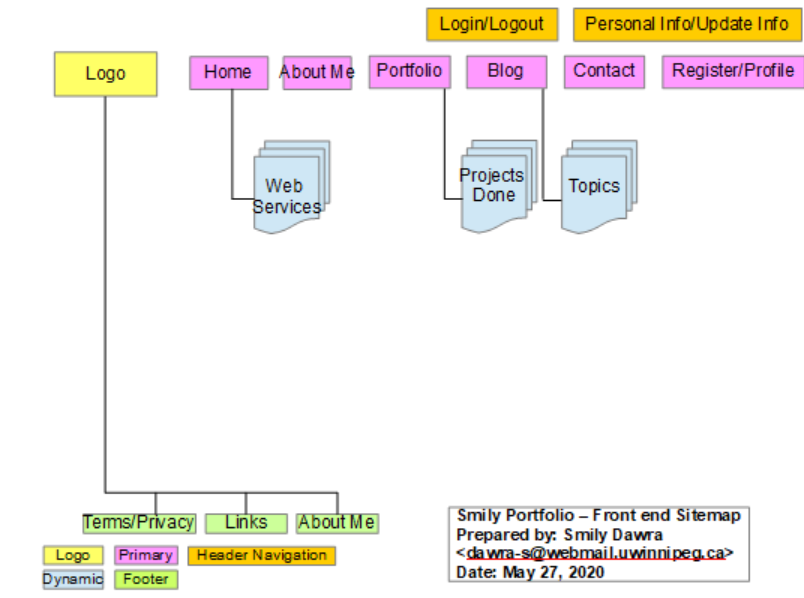 Login/Logout
Personal Info/Update Info
Logo
Home
About Me
Portfolio
Blog
Contact
Register/Profile
Web
Services
Projects
Done
Topics
Terms/Privacy
Links
About Me
Smily Portfolio – Front end Sitemap
Prepared by: Smily Dawra
<dawra-s@webmail.uwinnipeg.ca>
Date: May 27, 2020
Logo
Primary
Header Navigation
Dynamic
Footer